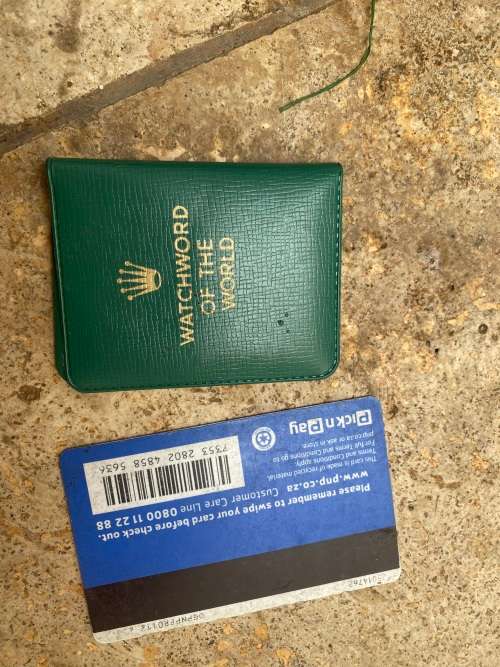 WATCHWORD
OF THE
WORLD
Please remember to swipe your card before check out.
www.pnp.co.za Customer Care Line 0800 11 22 88
This card is made of recycled material.
Terms and Conditions apply.
For full Terms and Conditions go to
pnp.co.za or ask in store.
7353 2802 4858 5636
Pick n Pay